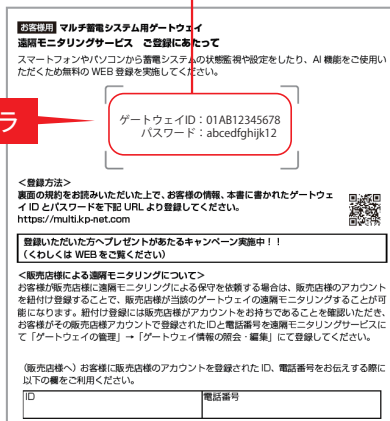 お客様用 マルチ蓄電システム用ゲートウェイ
遠隔モニタリングサービス ご登録にあたって
スマートフォンやパソコンから蓄電システムの状態監視や設定をしたり、AI 機能をご使用い
ただくため無料の WEB 登録を実施してください。
ラ
ゲートウェイID：01AB12345678
パスワード：abcedfghijk12
＜登録方法＞
裏面の規約をお読みいただいた上で、お客様の情報、本書に書かれたゲートウェ
イ ID とパスワードを下記 URL より登録してください。
https://multi.kp-net.com
登録いただいた方へプレゼントがあたるキャンペーン実施中！！
（くわしくは WEB をご覧ください）
＜販売店様による遠隔モニタリングについて＞
お客様が販売店様に遠隔モニタリングによる保守を依頼する場合は、販売店様のアカウント
を紐付け登録することで、販売店様が当該のゲートウェイの遠隔モニタリングすることが可
能になります。紐付け登録には販売店様がアカウントをお持ちであることを確認いただき、
お客様がその販売店様アカウントで登録されたIDと電話番号を遠隔モニタリングサービスに
て「ゲートウェイの管理」→「ゲートウェイ情報の照会・編集」にて登録してください。
（販売店様へ）お客様に販売店様のアカウントを登録された ID、電話番号をお伝えする際に
以下の欄をご利用ください。
ID 電話番号